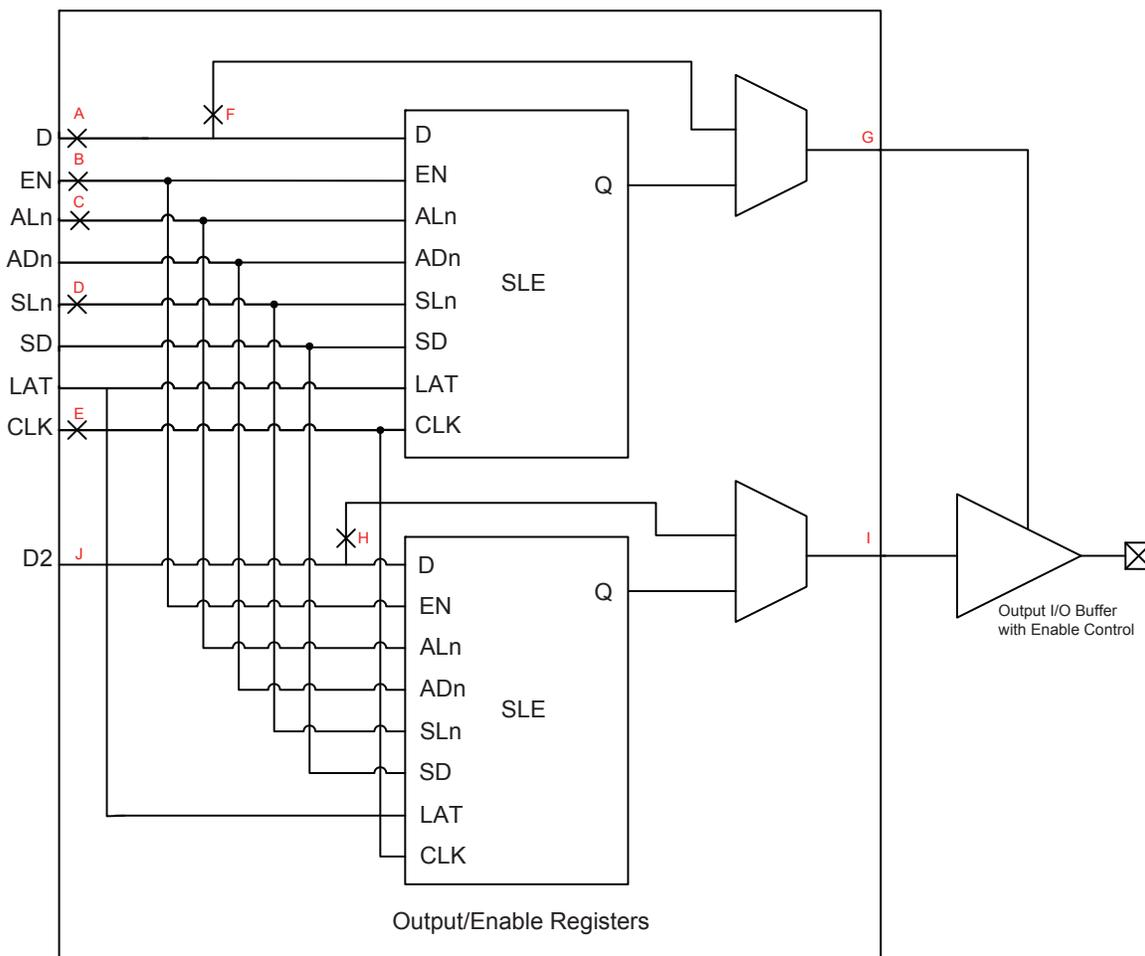 A
F
D
B
EN
C
ALn
ADn
D
SLn
SD
LAT
E
CLK
D
EN
ALn
ADn
SLn
SD
LAT
CLK
Q
SLE
G
D2
J
H
D
EN
ALn
ADn
SLn
SD
LAT
CLK
Q
SLE
I
Output I/O Buffer
with Enable Control
Output/Enable Registers